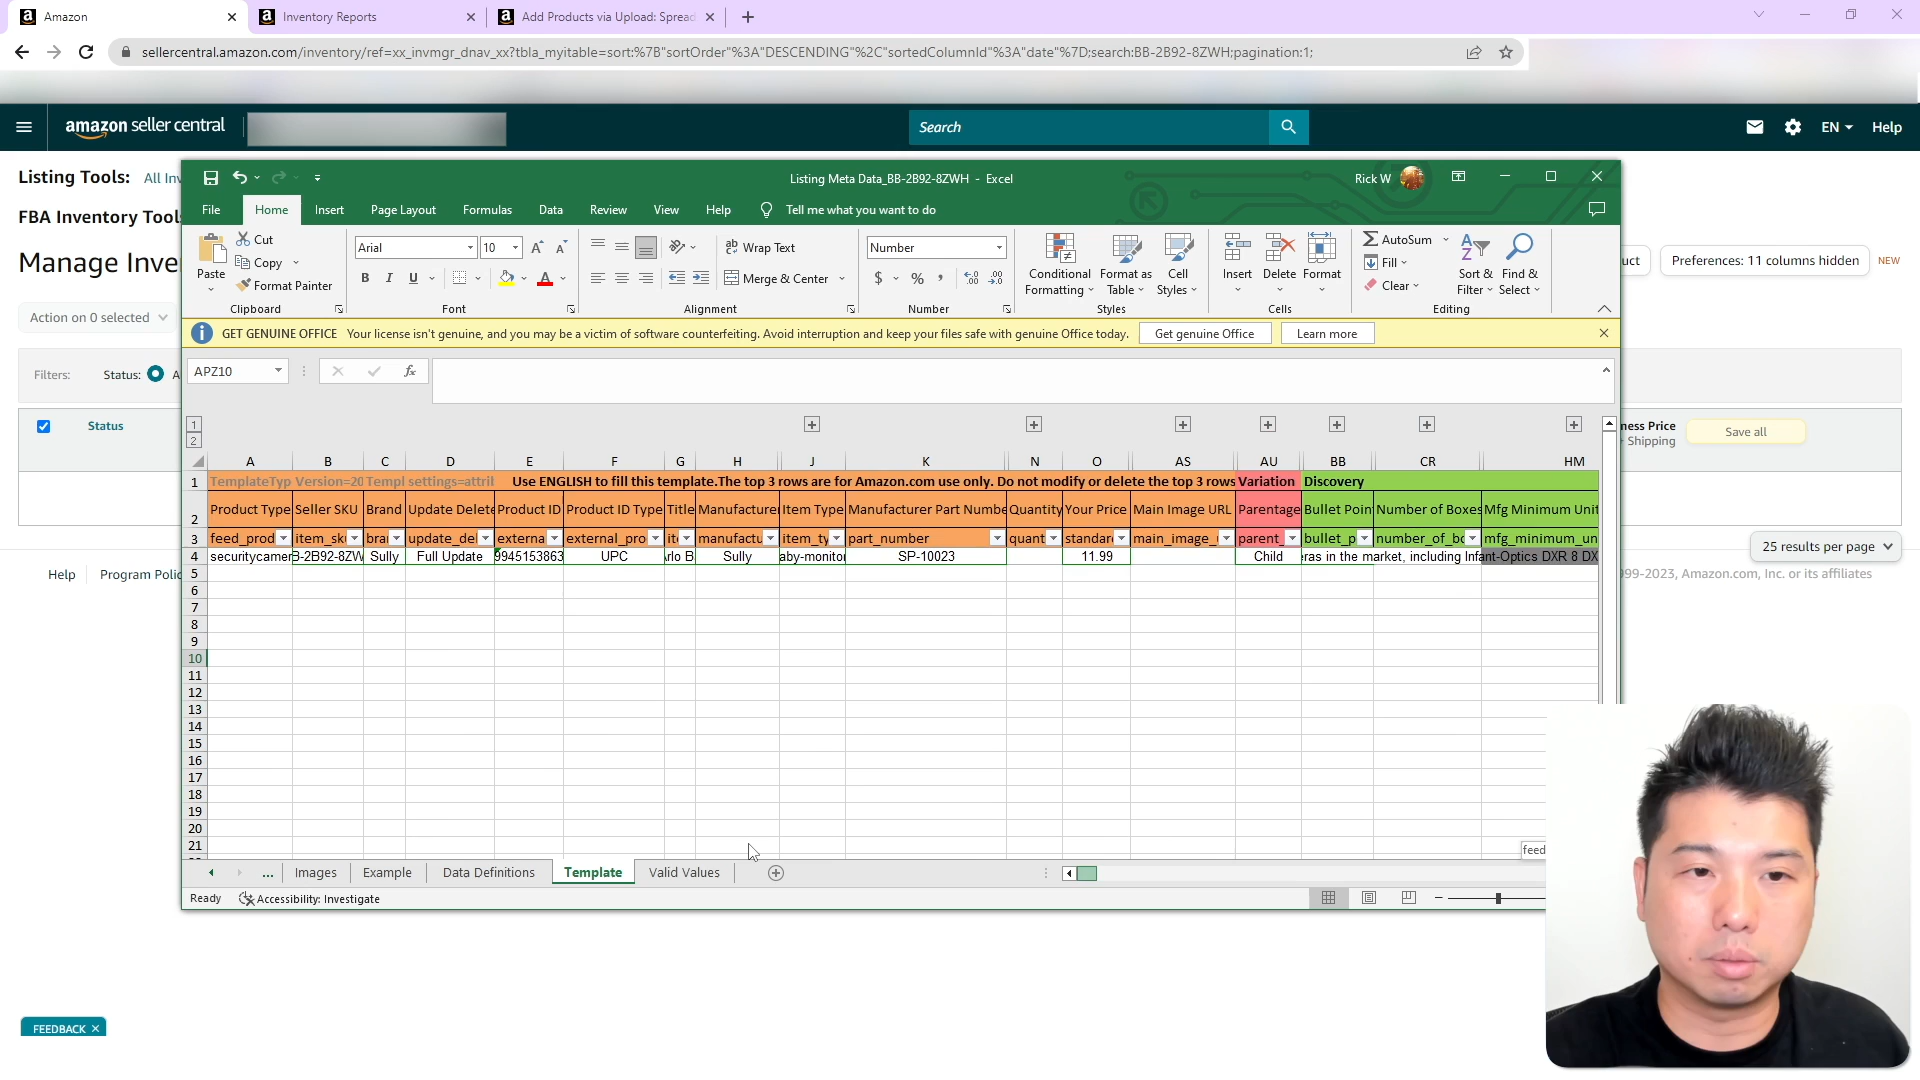 Amazon
Inventory Reports
Add Products via Upload: Spread
sellercentral.amazon.com/inventory/ref=xx_invmgr_dnav_xx?tbla_myitable=sort:%7B"sortOrder"%3A"DESCENDING"%2C"sortedColumnId"%3A"date"%7D;search:BB-2B92-8ZWH;pagination:1;
amazon seller central
Search
EN
Help
Listing Tools: All Inv
FBA Inventory Tools
Manage Inve
uct
Preferences: 11 columns hidden
NEW
Action on 0 selected
Filters: Status: A
Status
ness Price
+ Shipping
Save all
25 results per page
Help Program Polic
999-2023, Amazon.com, Inc. or its affiliates
FEEDBACK ×
Listing Meta Data_BB-2B92-8ZWH - Excel
Rick W
File Home Insert Page Layout Formulas Data Review View Help Tell me what you want to do
Paste
Cut
Copy
Format Painter
Clipboard
Arial 10
B I U
Font
Wrap Text
Merge & Center
Alignment
Number
$ % ,
Number
Conditional Formatting
Format as Table
Cell Styles
Styles
Insert Delete Format
Cells
AutoSum
Fill
Clear
Sort & Filter
Find & Select
Editing
GET GENUINE OFFICE Your license isn't genuine, and you may be a victim of software counterfeiting. Avoid interruption and keep your files safe with genuine Office today. Get genuine Office Learn more
APZ10 fx
1
2
A B C D E F G H J K N O AS AU BB CR HM
1 TemplateTyp Version=20 Templ settings=attril Use ENGLISH to fill this template.The top 3 rows are for Amazon.com use only. Do not modify or delete the top 3 rows Variation Discovery
2 Product Type Seller SKU Brand Update Delete Product ID Product ID Type Title Manufacturer Item Type Manufacturer Part Numbe Quantity Your Price Main Image URL Parentage Bullet Poin Number of Boxes Mfg Minimum Unit
3 feed_prod item_sk brai update_del externa external_pro ite manufactu item_ty part_number quant standar main_image_ parent_ bullet_p number_of_bo mfg_minimum_un
4 securitycamer B-2B92-8ZW Sully Full Update 9945153863 UPC Arlo B Sully aby-monitor SP-10023 11.99 Child eras in the market, including Infant-Optics DXR 8 DX
5
6
7
8
9
10
11
12
13
14
15
16
17
18
19
20
21
feed
... Images Example Data Definitions Template Valid Values
Ready Accessibility: Investigate